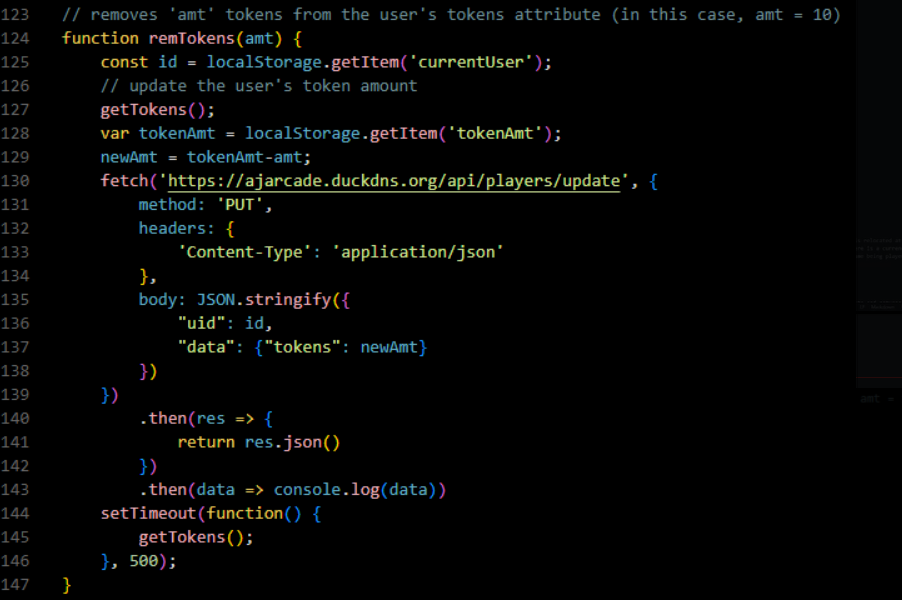 123 // removes 'amt' tokens from the user's tokens attribute (in this case, amt = 10)
124 function remTokens(amt) {
125     const id = localStorage.getItem('currentUser');
126     // update the user's token amount
127     getTokens();
128     var tokenAmt = localStorage.getItem('tokenAmt');
129     newAmt = tokenAmt-amt;
130     fetch('https://ajarcade.duckdns.org/api/players/update', {
131         method: 'PUT',
132         headers: {
133             'Content-Type': 'application/json'
134         },
135         body: JSON.stringify({
136             "uid": id,
137             "data": {"tokens": newAmt}
138         })
139     })
140         .then(res => {
141             return res.json()
142         })
143         .then(data => console.log(data))
144     setTimeout(function() {
145         getTokens();
146     }, 500);
147 }
amt =